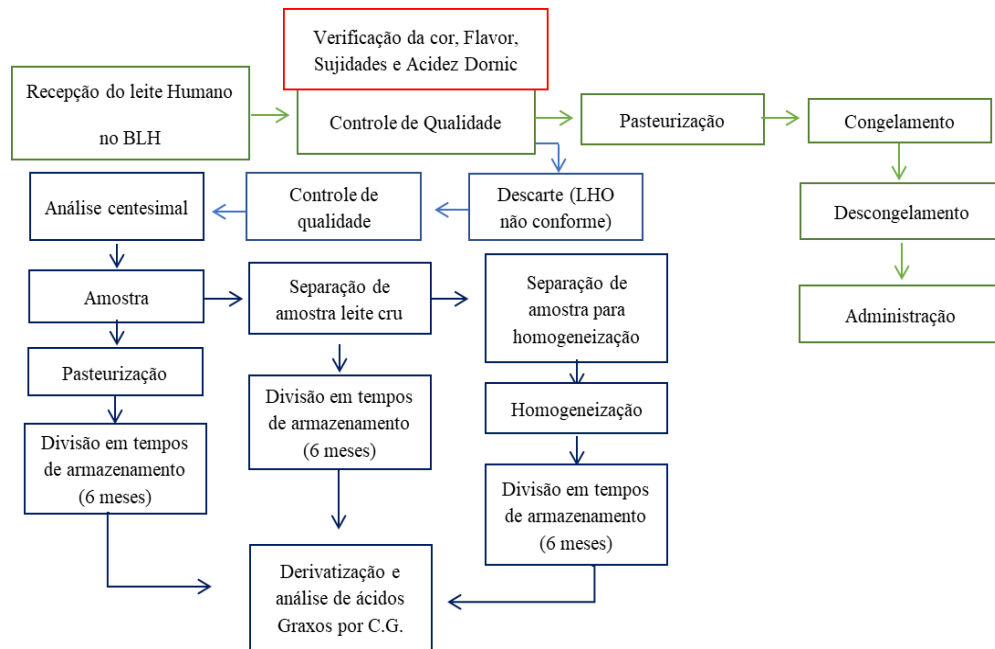 Verificação da cor, Flavor,
Sujidades e Acidez Dornic
Recepção do leite Humano
no BLH
Controle de Qualidade
Pasteurização
Congelamento
Análise centesimal
Controle de
qualidade
Descarte (LHO
não conforme)
Descongelamento
Amostra
Separação de
amostra leite cru
Separação de
amostra para
homogeneização
Administração
Pasteurização
Divisão em tempos
de armazenamento
(6 meses)
Homogeneização
Divisão em tempos
de armazenamento
(6 meses)
Divisão em tempos
de armazenamento
(6 meses)
Derivatização e
análise de ácidos
Graxos por C.G.